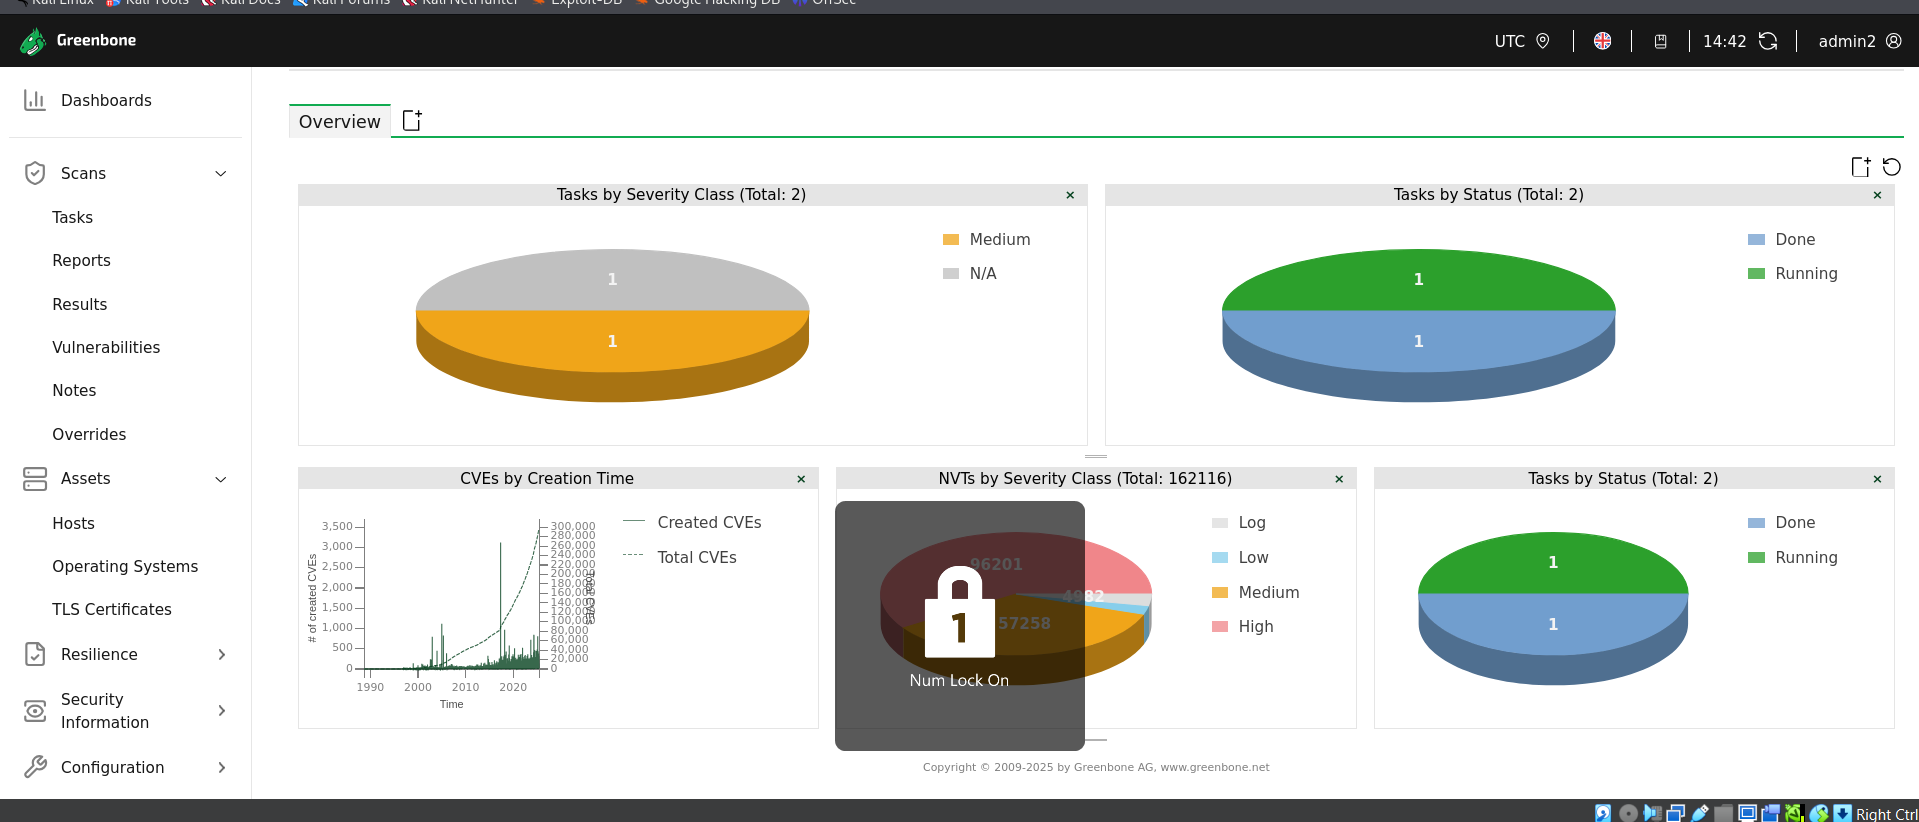 Kali Linux Kali Tools Kali Docs Kali Forums Kali NetHunter Exploit-DB Google Hacking DB OffSec
Greenbone
UTC
14:42
admin2
Dashboards
Scans
Tasks
Reports
Results
Vulnerabilities
Notes
Overrides
Assets
Hosts
Operating Systems
TLS Certificates
Resilience
Security
Information
Configuration
Overview
Tasks by Severity Class (Total: 2)
×
1
1
Medium
N/A
Tasks by Status (Total: 2)
×
1
1
Done
Running
CVEs by Creation Time
×
# of created CVEs
3,500
3,000
2,500
2,000
1,500
1,000
500
0
300,000
280,000
260,000
240,000
220,000
200,000
180,000
160,000
140,000
120,000
100,000
80,000
60,000
40,000
20,000
0
Total CVEs
1990 2000 2010 2020
Time
Created CVEs
Total CVEs
NVTs by Severity Class (Total: 162116)
×
96201
4982
57258
1
Num Lock On
Log
Low
Medium
High
Tasks by Status (Total: 2)
×
1
1
Done
Running
Copyright © 2009-2025 by Greenbone AG, www.greenbone.net
Right Ctrl